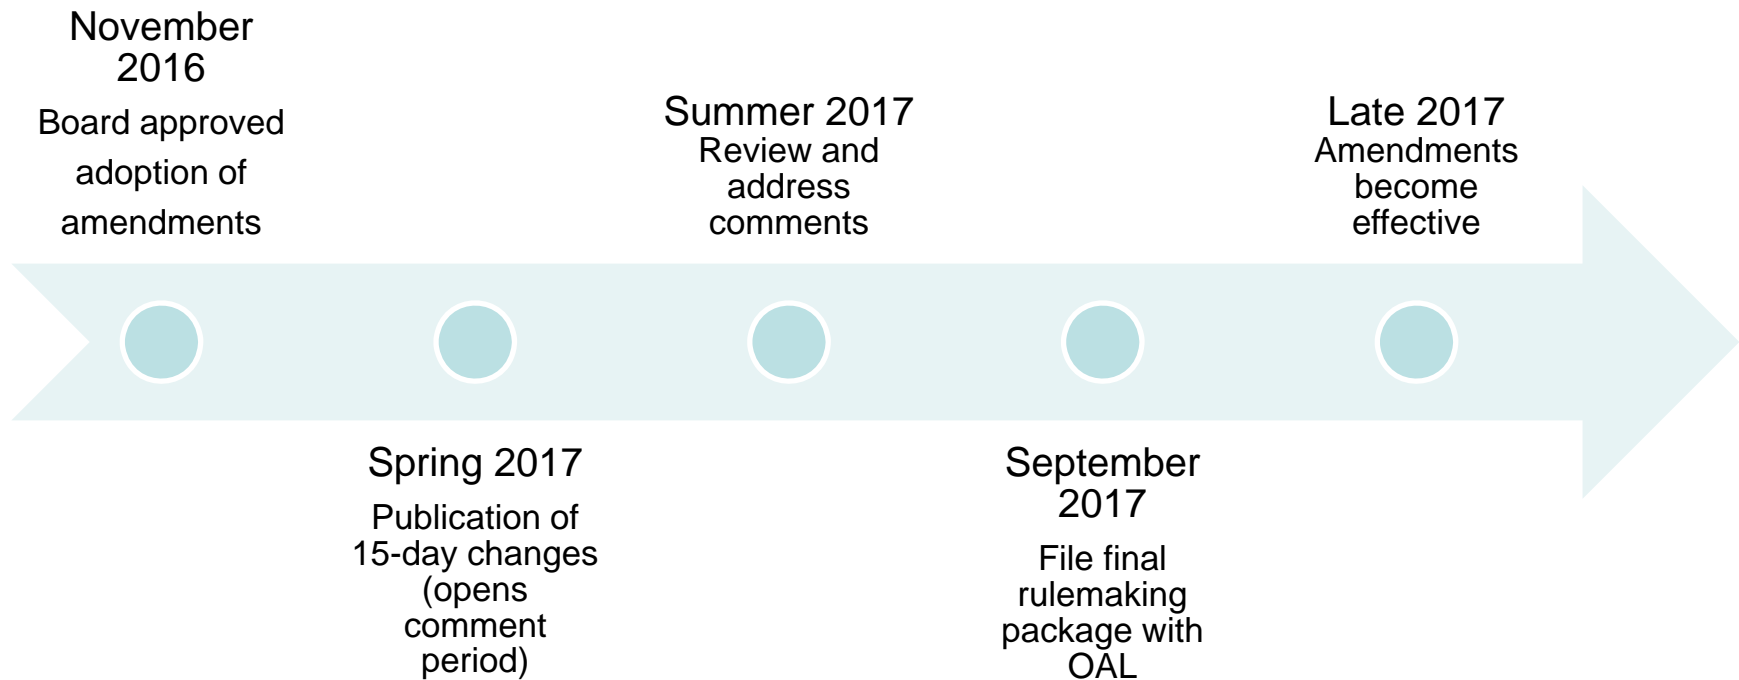 November
2016
Board approved
adoption of
amendments
Spring 2017
Publication of
15-day changes
(opens
comment
period)
Summer 2017
Review and
address
comments
September
2017
File final
rulemaking
package with
OAL
Late 2017
Amendments
become
effective